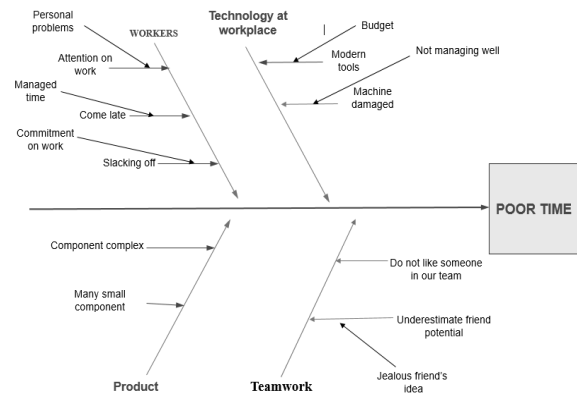 Personal
problems
WORKERS
Attention on
work
Managed
time
Come late
Commitment
on work
Slacking off
Technology at
workplace
Budget
Modern
tools
Not managing well
Machine
damaged
POOR TIME
Component complex
Many small
component
Product
Do not like someone
in our team
Underestimate friend
potential
Jealous friend's
idea
Teamwork